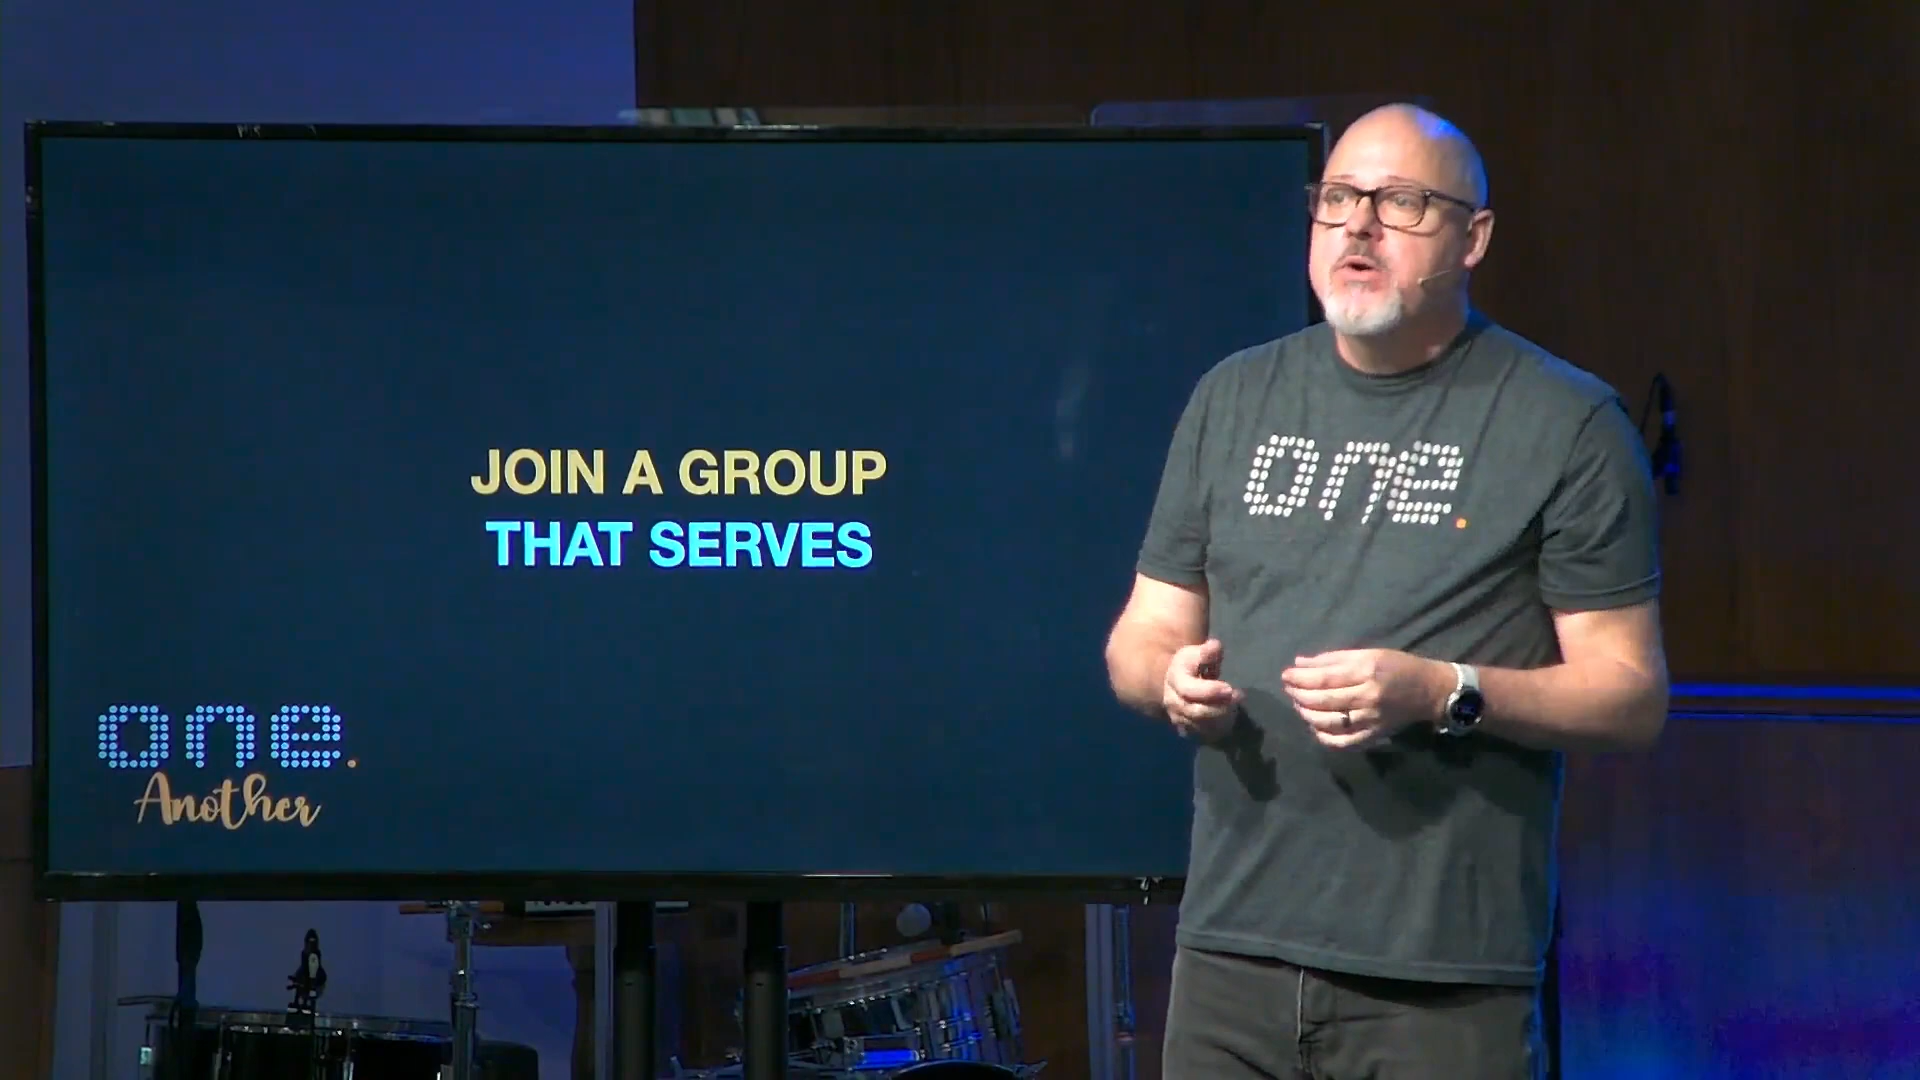 JOIN A GROUP
THAT SERVES
one.
Another
one.